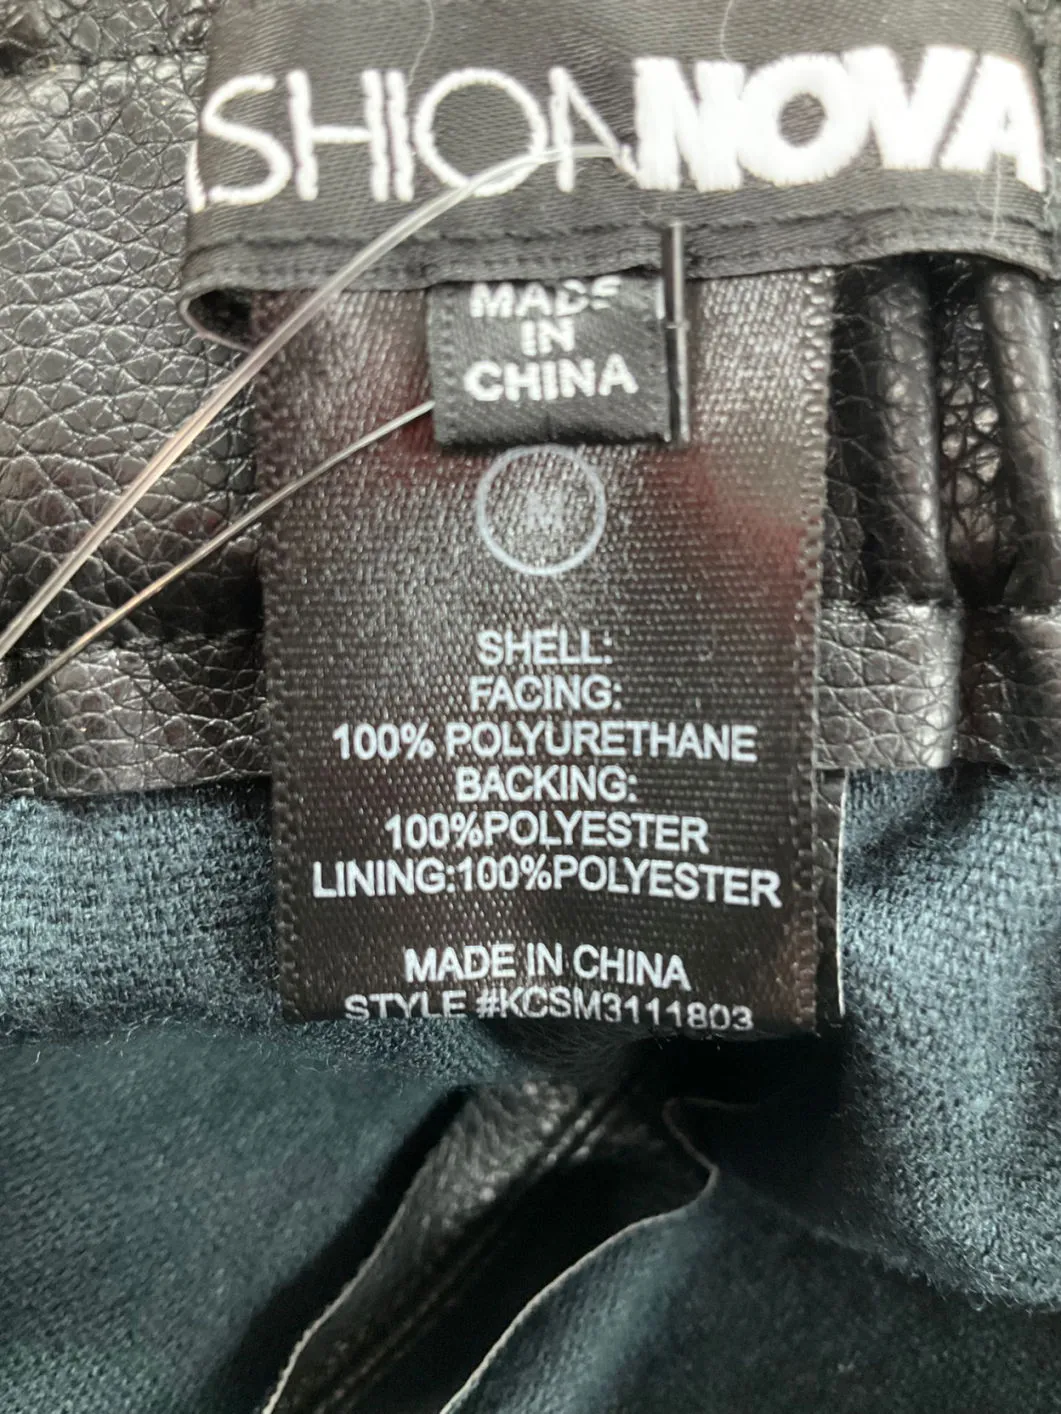 SHIONNOVA
MADE
IN
CHINA
M
SHELL:
FACING:
100% POLYURETHANE
BACKING:
100%POLYESTER
LINING:100%POLYESTER
MADE IN CHINA
STYLE #KCSM3111803